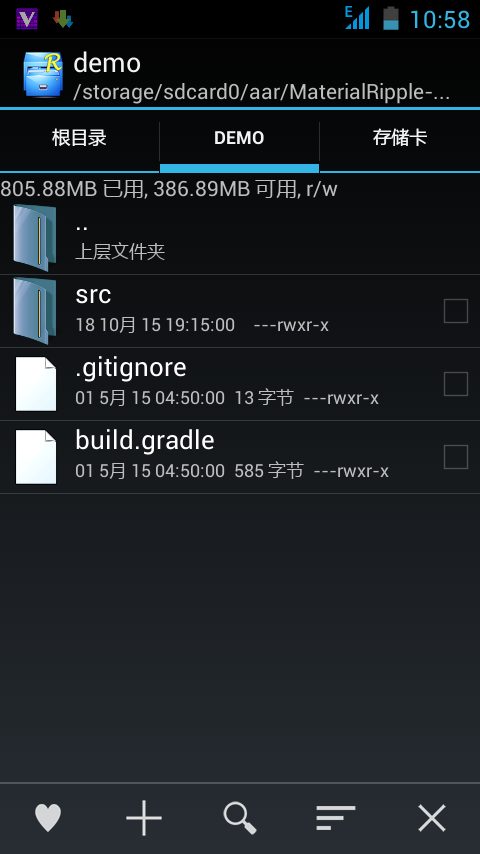 E
10:58
demo
/storage/sdcard0/aar/MaterialRipple-...
根目录
DEMO
存储卡
805.88MB 已用, 386.89MB 可用, r/w
..
上层文件夹
src
18 10月 15 19:15:00 ---rwxr-x
.gitignore
01 5月 15 04:50:00 13 字节 ---rwxr-x
build.gradle
01 5月 15 04:50:00 585 字节 ---rwxr-x